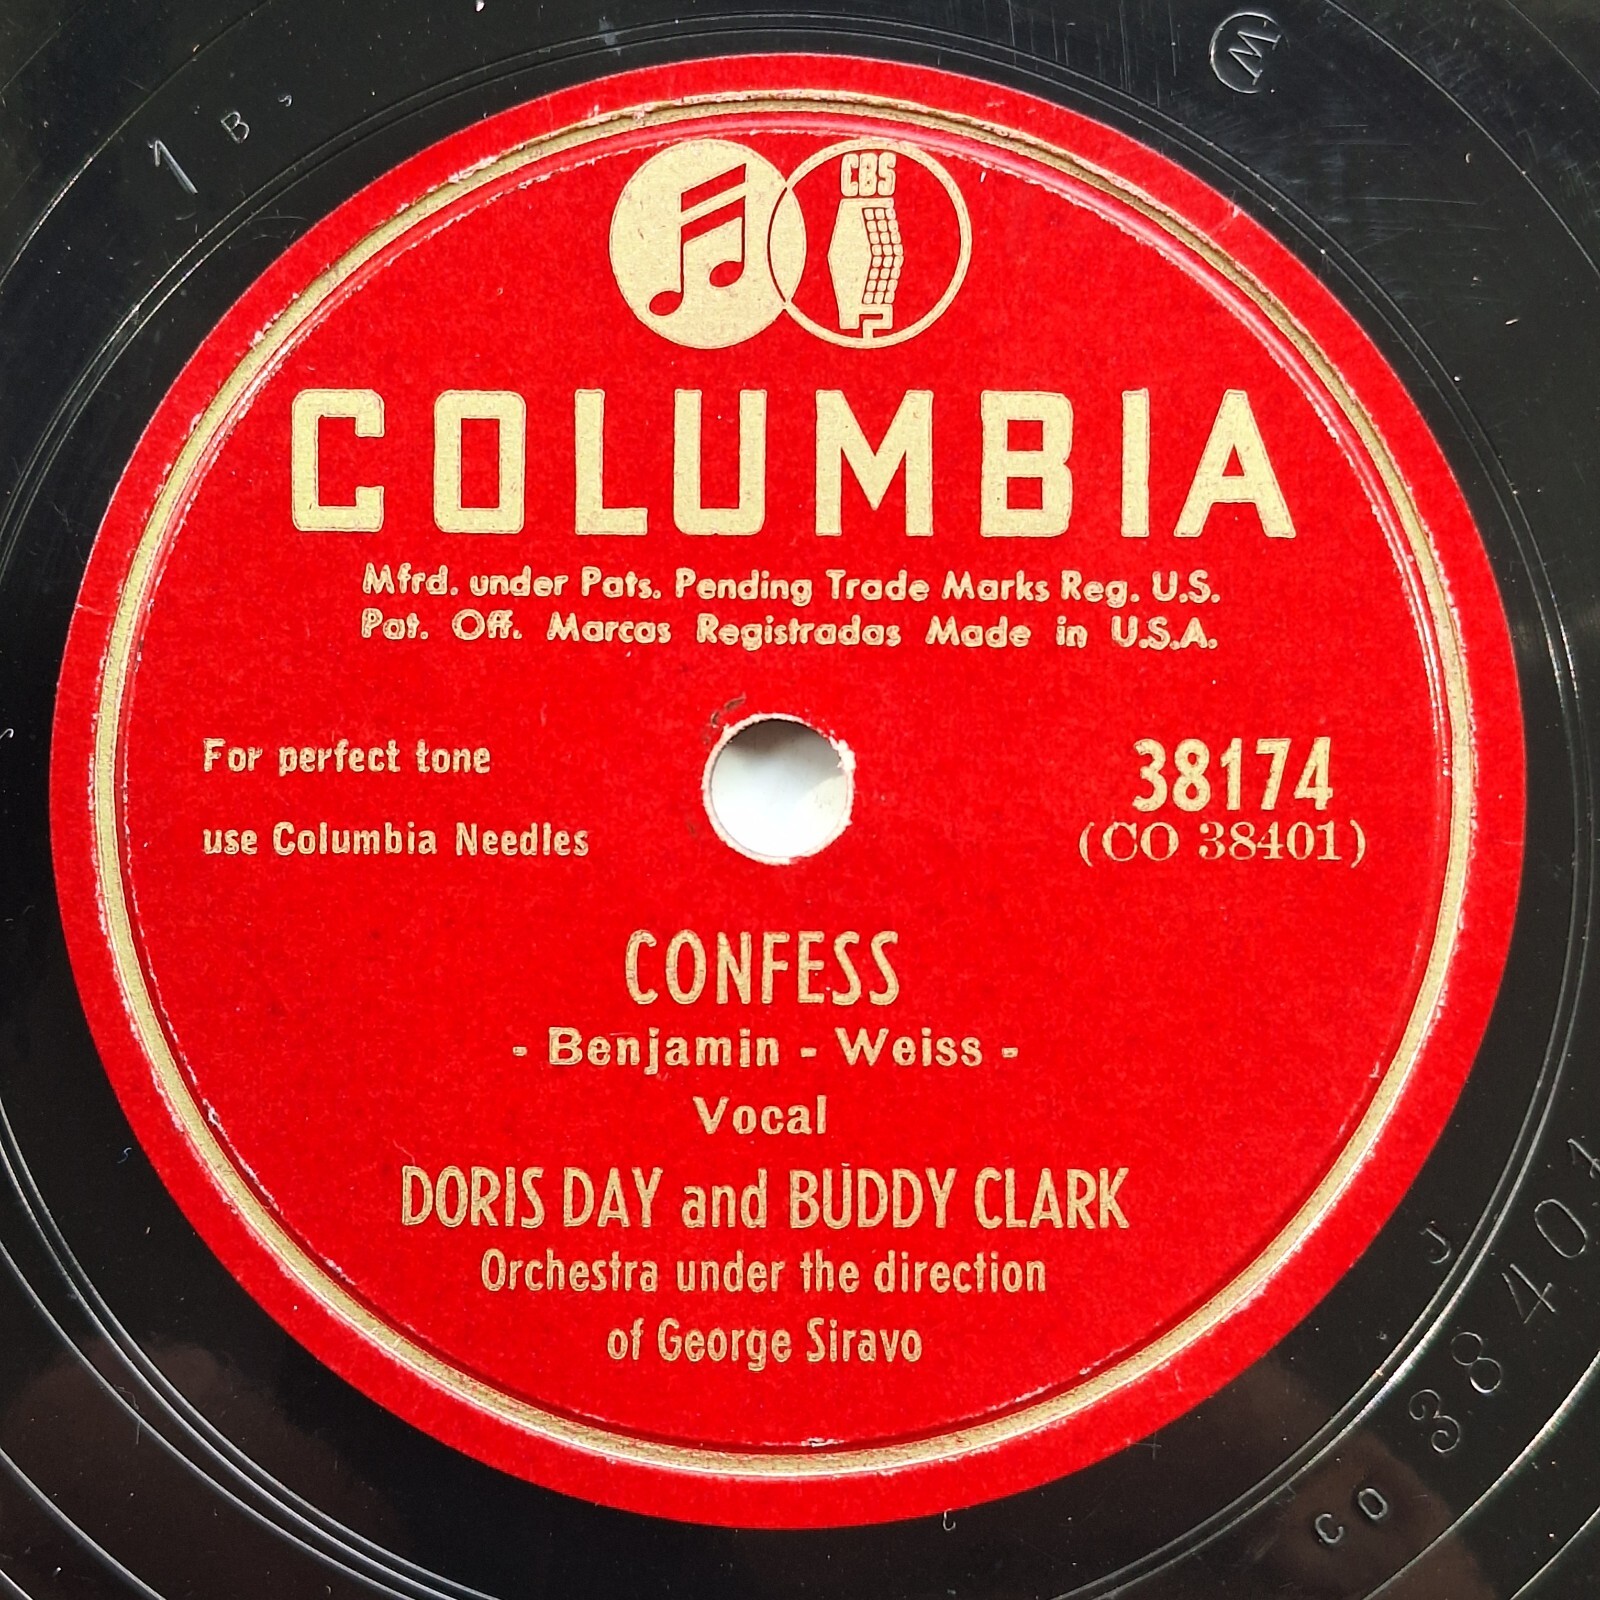 1 B
W
CBS
COLUMBIA
Mfrd. under Pats. Pending Trade Marks Reg. U.S.
Pat. Off. Marcas Registradas Made in U.S.A.
For perfect tone
use Columbia Needles
38174
(CO 38401)
CONFESS
- Benjamin - Weiss -
Vocal
DORIS DAY and BUDDY CLARK
Orchestra under the direction
of George Siravo
J
CO 38401